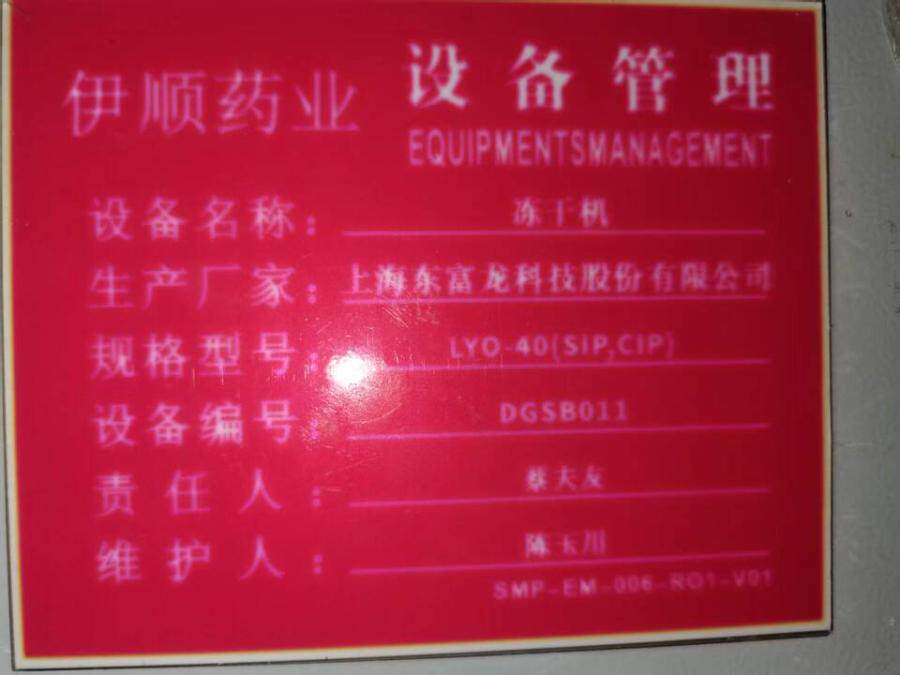 伊顺药业 设备管理
EQUIPMENTSMANAGEMENT
设备名称：冻干机
生产厂家：上海东富龙科技股份有限公司
规格型号：LYO-40(SIP,CIP)
设备编号：DGSB011
责任人：蔡夫友
维护人：陈玉川
SMP-EM-006-R01-V01